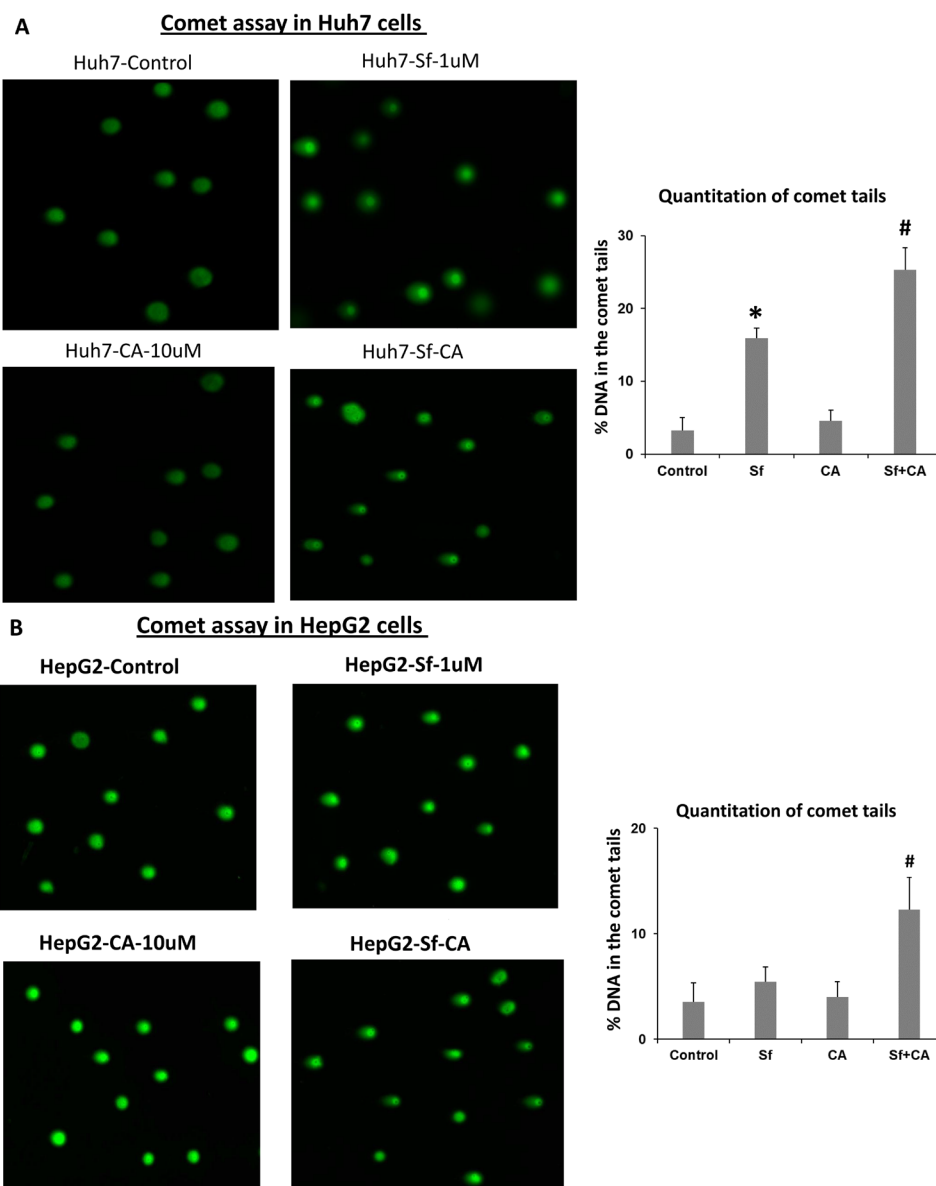 A
Comet assay in Huh7 cells
Huh7-Control
Huh7-Sf-1uM
Huh7-CA-10uM
Huh7-Sf-CA
Quantitation of comet tails
% DNA in the comet tails
30
20
10
0
*
#
Control Sf CA Sf+CA
B
Comet assay in HepG2 cells
HepG2-Control
HepG2-Sf-1uM
HepG2-CA-10uM
HepG2-Sf-CA
Quantitation of comet tails
% DNA in the comet tails
20
10
0
#
Control Sf CA Sf+CA